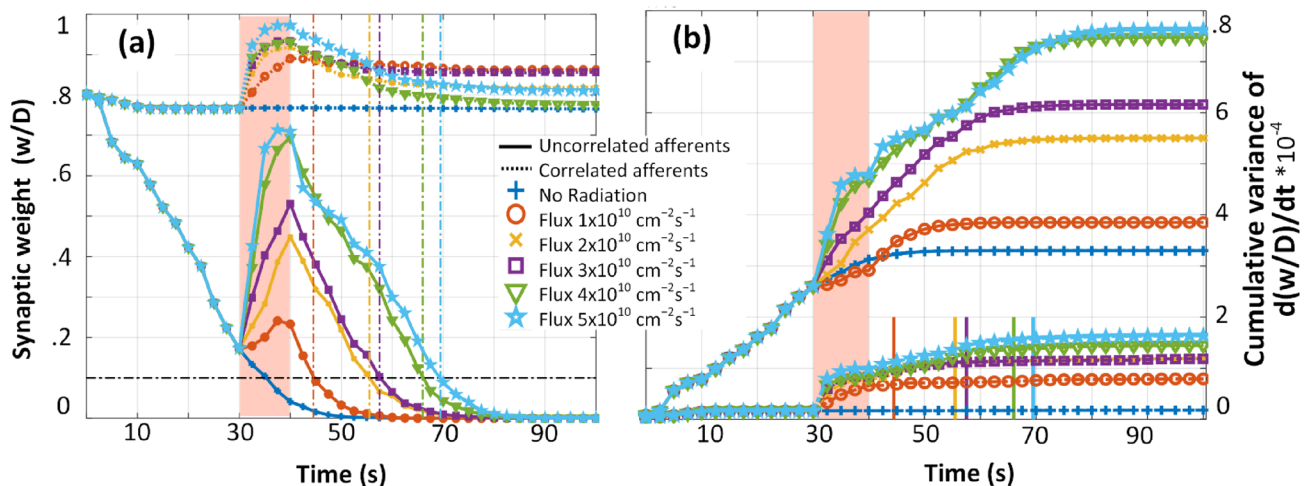 (a)
(b)
1
.8
.6
.4
.2
0
Synaptic weight (w/D)
10
30
50
70
90
Time (s)
Uncorrelated afferents
Correlated afferents
No Radiation
Flux 1x10¹⁰ cm⁻²s⁻¹
Flux 2x10¹⁰ cm⁻²s⁻¹
Flux 3x10¹⁰ cm⁻²s⁻¹
Flux 4x10¹⁰ cm⁻²s⁻¹
Flux 5x10¹⁰ cm⁻²s⁻¹
.8
6
4
2
0
Cumulative variance of
d(w/D)/dt *10⁻⁴
10
30
50
70
90
Time (s)